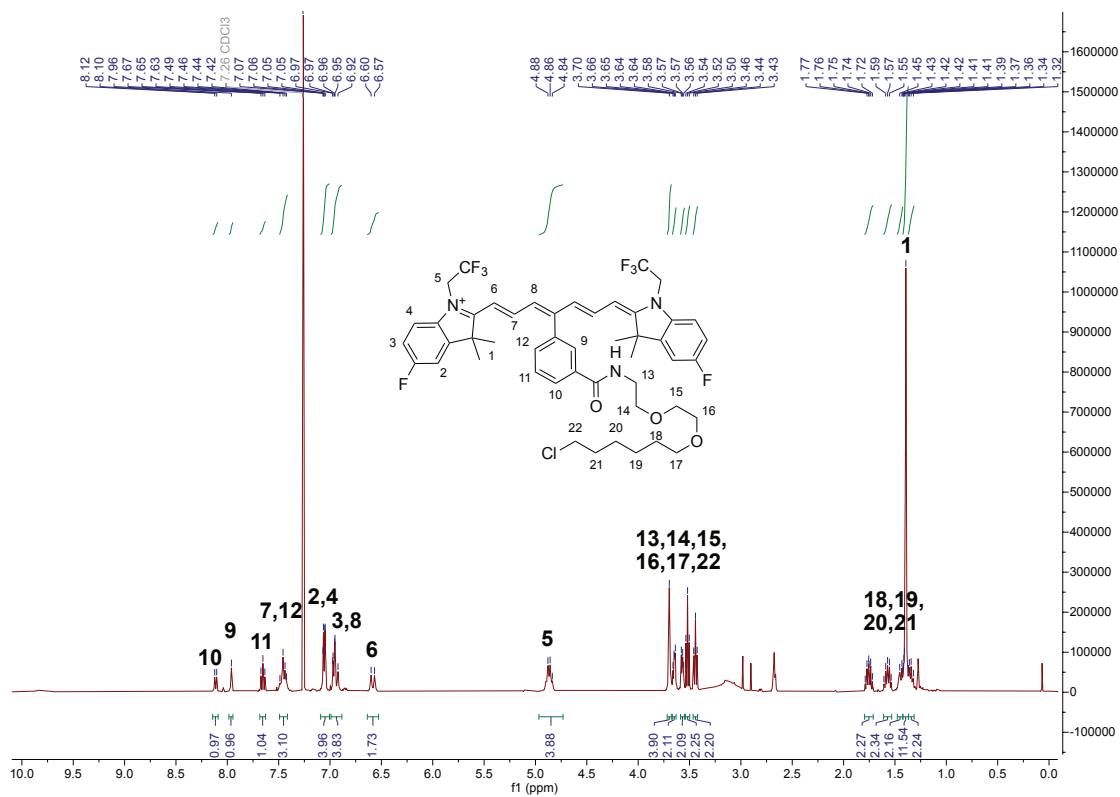 8.12 8.10 7.96 7.67 7.65 7.63 7.49 7.46 7.44 7.42 7.26 CDCl3 7.07 7.06 7.05 7.05 6.97 6.97 6.96 6.95 6.92 6.60 6.57
4.88 4.86 4.84
3.70 3.66 3.65 3.64 3.64 3.58 3.57 3.57 3.56 3.54 3.52 3.50 3.46 3.44 3.43
1.77 1.76 1.75 1.74 1.72 1.59 1.57 1.55 1.45 1.43 1.42 1.42 1.41 1.41 1.39 1.37 1.36 1.34 1.32
1600000
1500000
1400000
1300000
1200000
1100000
1000000
900000
800000
700000
600000
500000
400000
300000
200000
100000
0
-100000
1
CF3
F3C
5
6
8
N+
N
4
7
3
12
9
H
1
2
11
N
13
F
10
F
O
15
14
16
O
22
20
18
O
Cl
21
19
17
13,14,15,
16,17,22
2,4
18,19,
20,21
7,12
3,8
9
11
6
5
10
0.97 0.96 1.04 3.10 3.96 3.83 1.73 3.88 3.90 2.11 2.09 2.25 2.20 2.27 2.34 2.16 11.54 2.24
10.0 9.5 9.0 8.5 8.0 7.5 7.0 6.5 6.0 5.5 5.0 4.5 4.0 3.5 3.0 2.5 2.0 1.5 1.0 0.5 0.0
f1 (ppm)